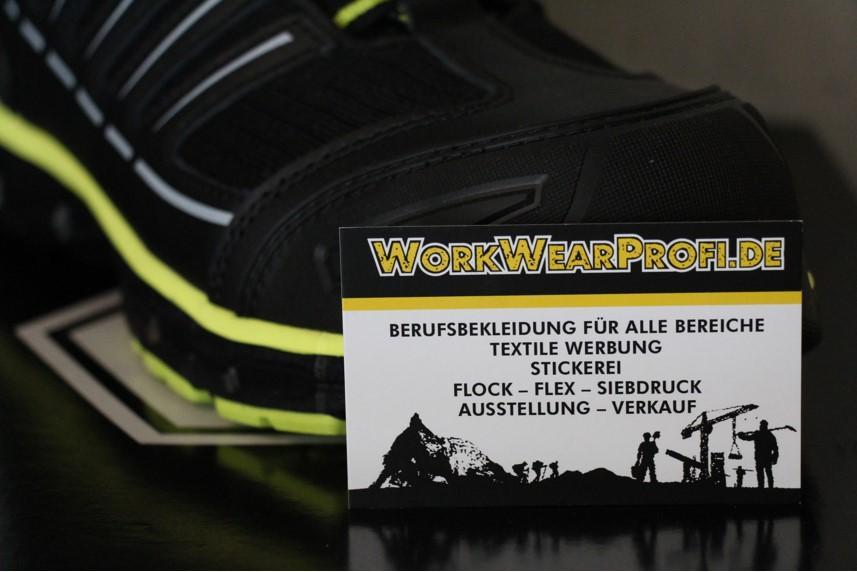 WORKWEARPROFI.DE
BERUFSBEKLEIDUNG FÜR ALLE BEREICHE
TEXTILE WERBUNG
STICKEREI
FLOCK – FLEX – SIEBDRUCK
AUSSTELLUNG – VERKAUF